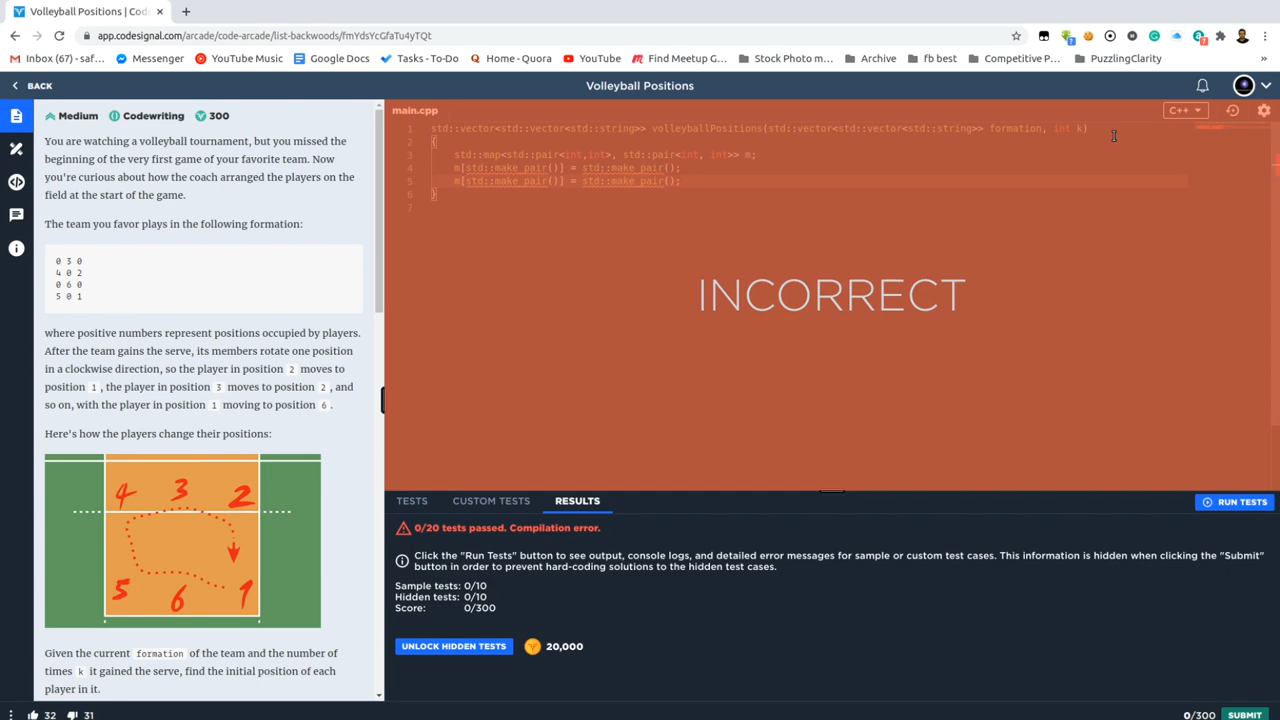 Volleyball Positions | Code
app.codesignal.com/arcade/code-arcade/list-backwoods/fmYdsYcGfaTu4yTQt
Inbox (67) - saf... Messenger YouTube Music Google Docs Tasks - To-Do Home - Quora YouTube Find Meetup G... Stock Photo m... Archive fb best Competitive P... PuzzlingClarity »
BACK
Volleyball Positions
Medium Codewriting 300
You are watching a volleyball tournament, but you missed the
beginning of the very first game of your favorite team. Now
you're curious about how the coach arranged the players on the
field at the start of the game.
The team you favor plays in the following formation:
0 3 0
4 0 2
0 6 0
5 0 1
where positive numbers represent positions occupied by players.
After the team gains the serve, its members rotate one position
in a clockwise direction, so the player in position 2 moves to
position 1, the player in position 3 moves to position 2, and
so on, with the player in position 1 moving to position 6.
Here's how the players change their positions:
4 3 2
5 6 1
Given the current formation of the team and the number of
times k it gained the serve, find the initial position of each
player in it.
32 31
main.cpp
C++
1 std::vector<std::vector<std::string>> volleyballPositions(std::vector<std::vector<std::string>> formation, int k)
2 {
3 std::map<std::pair<int,int>, std::pair<int, int>> m;
4 m[std::make_pair()] = std::make_pair();
5 m[std::make_pair()] = std::make_pair();
6 }
7
INCORRECT
TESTS CUSTOM TESTS RESULTS
RUN TESTS
0/20 tests passed. Compilation error.
Click the "Run Tests" button to see output, console logs, and detailed error messages for sample or custom test cases. This information is hidden when clicking the "Submit"
button in order to prevent hard-coding solutions to the hidden test cases.
Sample tests: 0/10
Hidden tests: 0/10
Score: 0/300
UNLOCK HIDDEN TESTS 20,000
0/300 SUBMIT